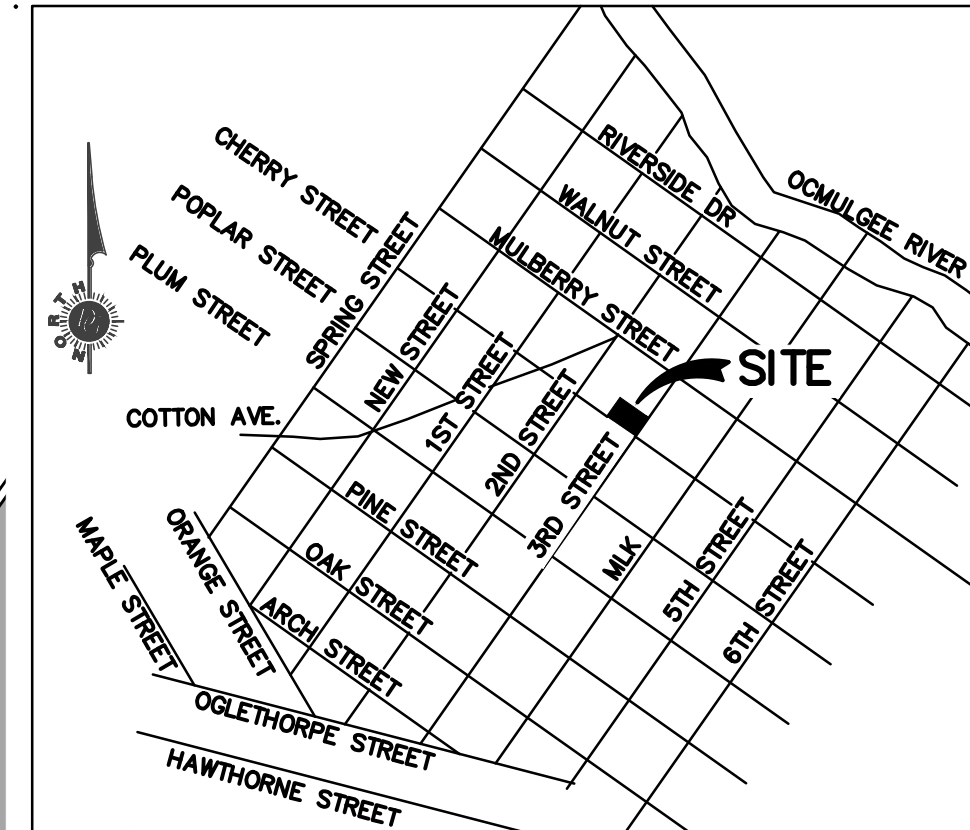 CHERRY STREET
POPLAR STREET
PLUM STREET
SPRING STREET
NEW STREET
1ST STREET
2ND STREET
3RD STREET
MLK
5TH STREET
6TH STREET
RIVERSIDE DR
WALNUT STREET
MULBERRY STREET
OCMULGEE RIVER
SITE
NORTH
COTTON AVE.
PINE STREET
OAK STREET
ARCH STREET
ORANGE STREET
MAPLE STREET
OGLETHORPE STREET
HAWTHORNE STREET